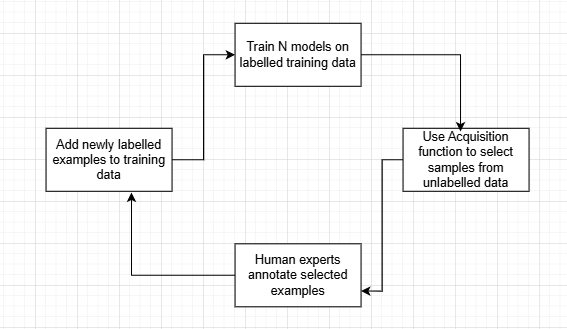 Train N models on
labelled training data
Add newly labelled
examples to training
data
Use Acquisition
function to select
samples from
unlabelled data
Human experts
annotate selected
examples